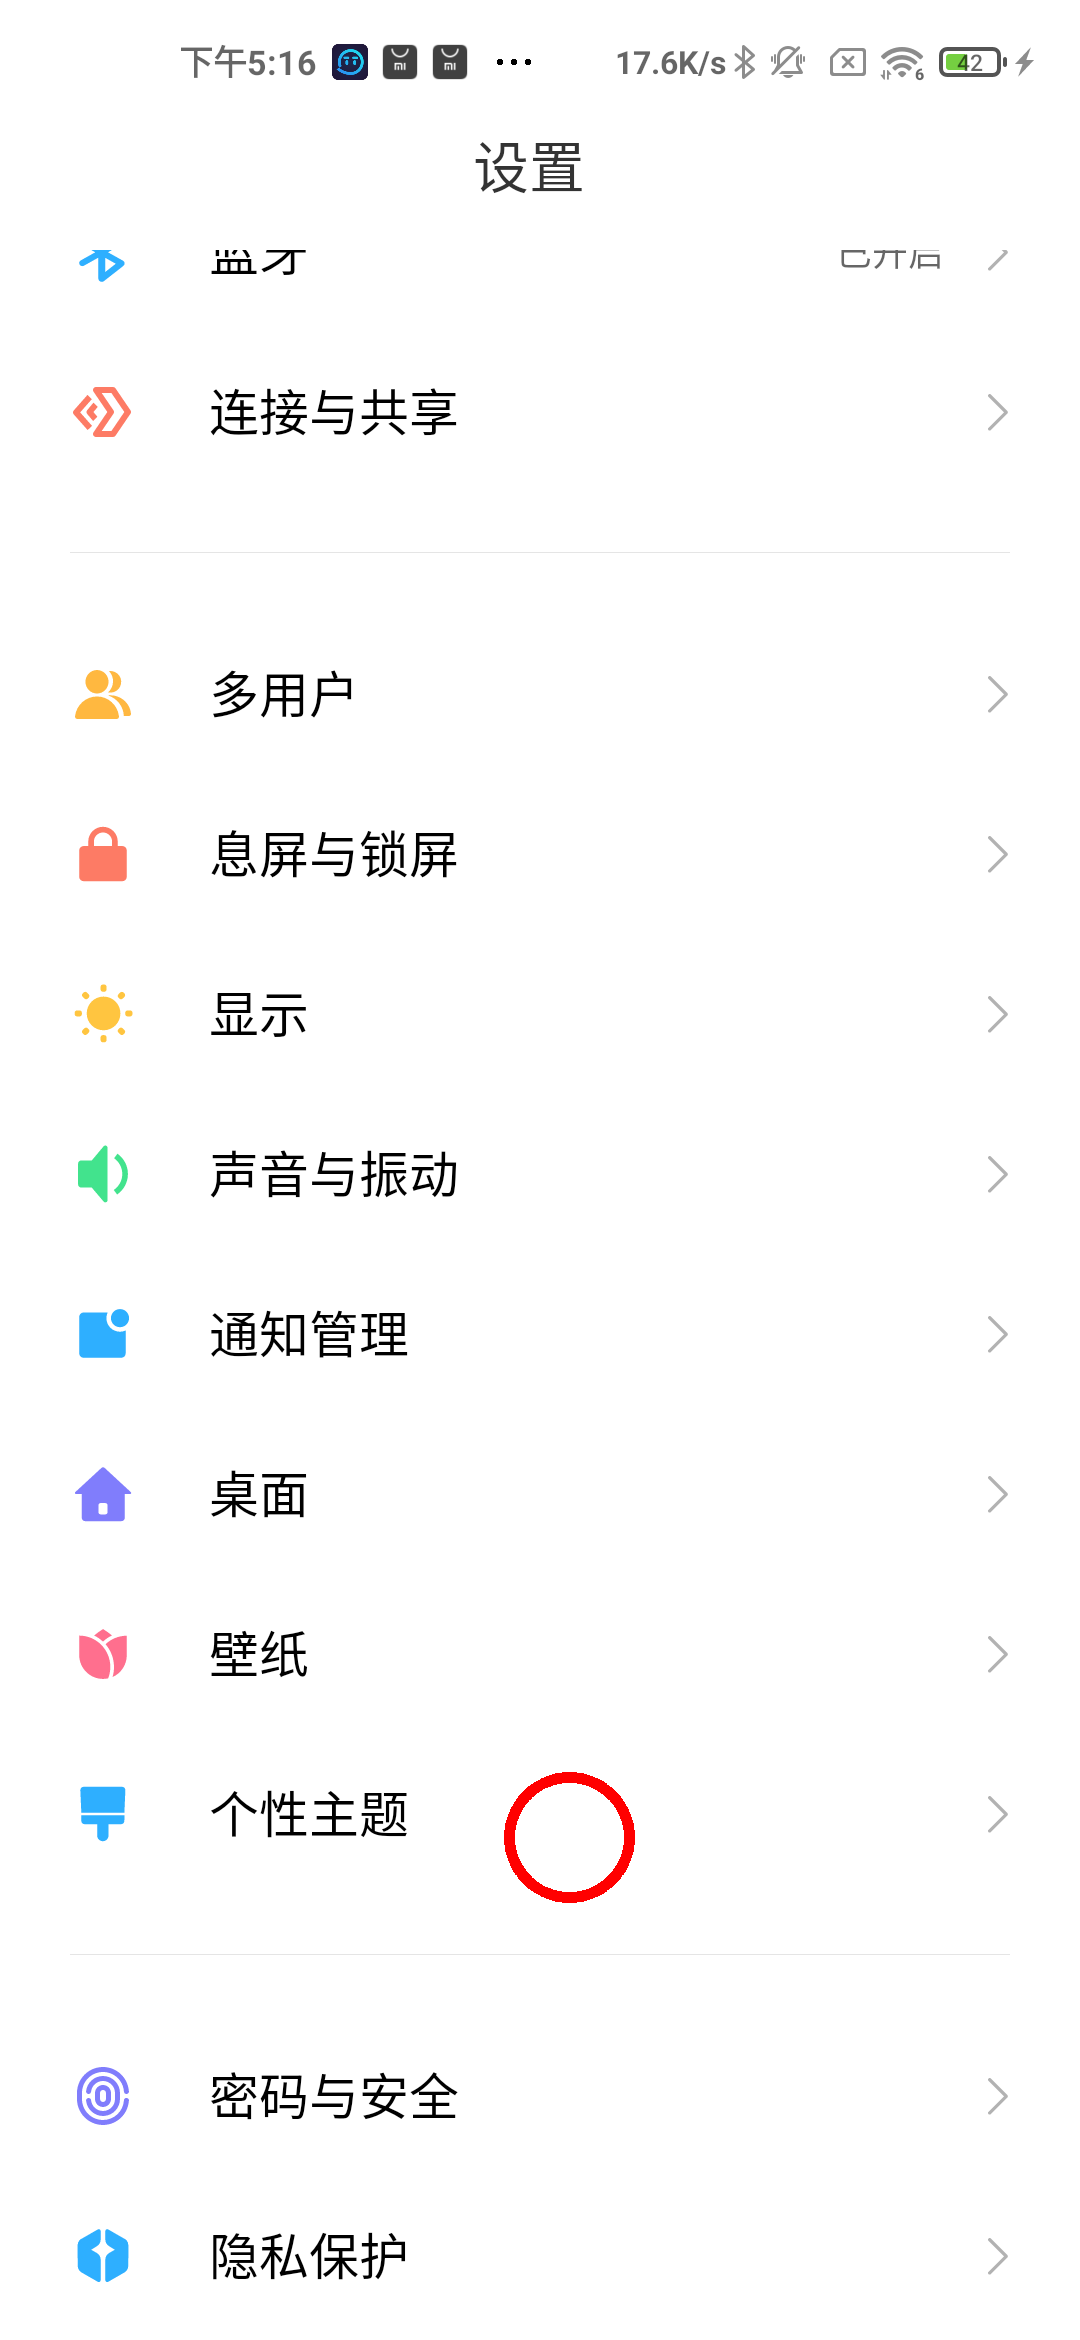 下午5:16 ... 17.6K/s 6 42
设置
蓝牙 已开启
连接与共享
多用户
息屏与锁屏
显示
声音与振动
通知管理
桌面
壁纸
个性主题
密码与安全
隐私保护